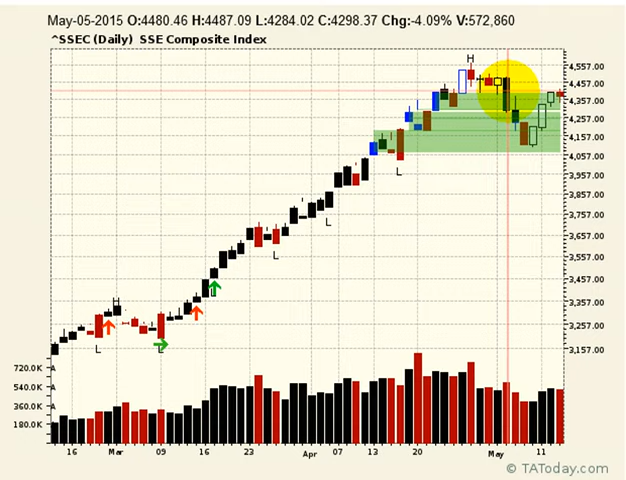 May-05-2015 O:4480.46 H:4487.09 L:4284.02 C:4298.37 Chg:-4.09% V:572,860
^SSEC (Daily) SSE Composite Index
H
4,557.00
4,457.00
4,357.00
4,257.00
4,157.00
4,057.00
L
3,957.00
3,857.00
L
3,757.00
3,657.00
L
3,557.00
3,457.00
L
H
3,357.00
3,257.00
L
L
3,157.00
720.0K
540.0K
360.0K
180.0K
16 Mar 09 16 23 Apr 07 13 20 May 11
© TAToday.com